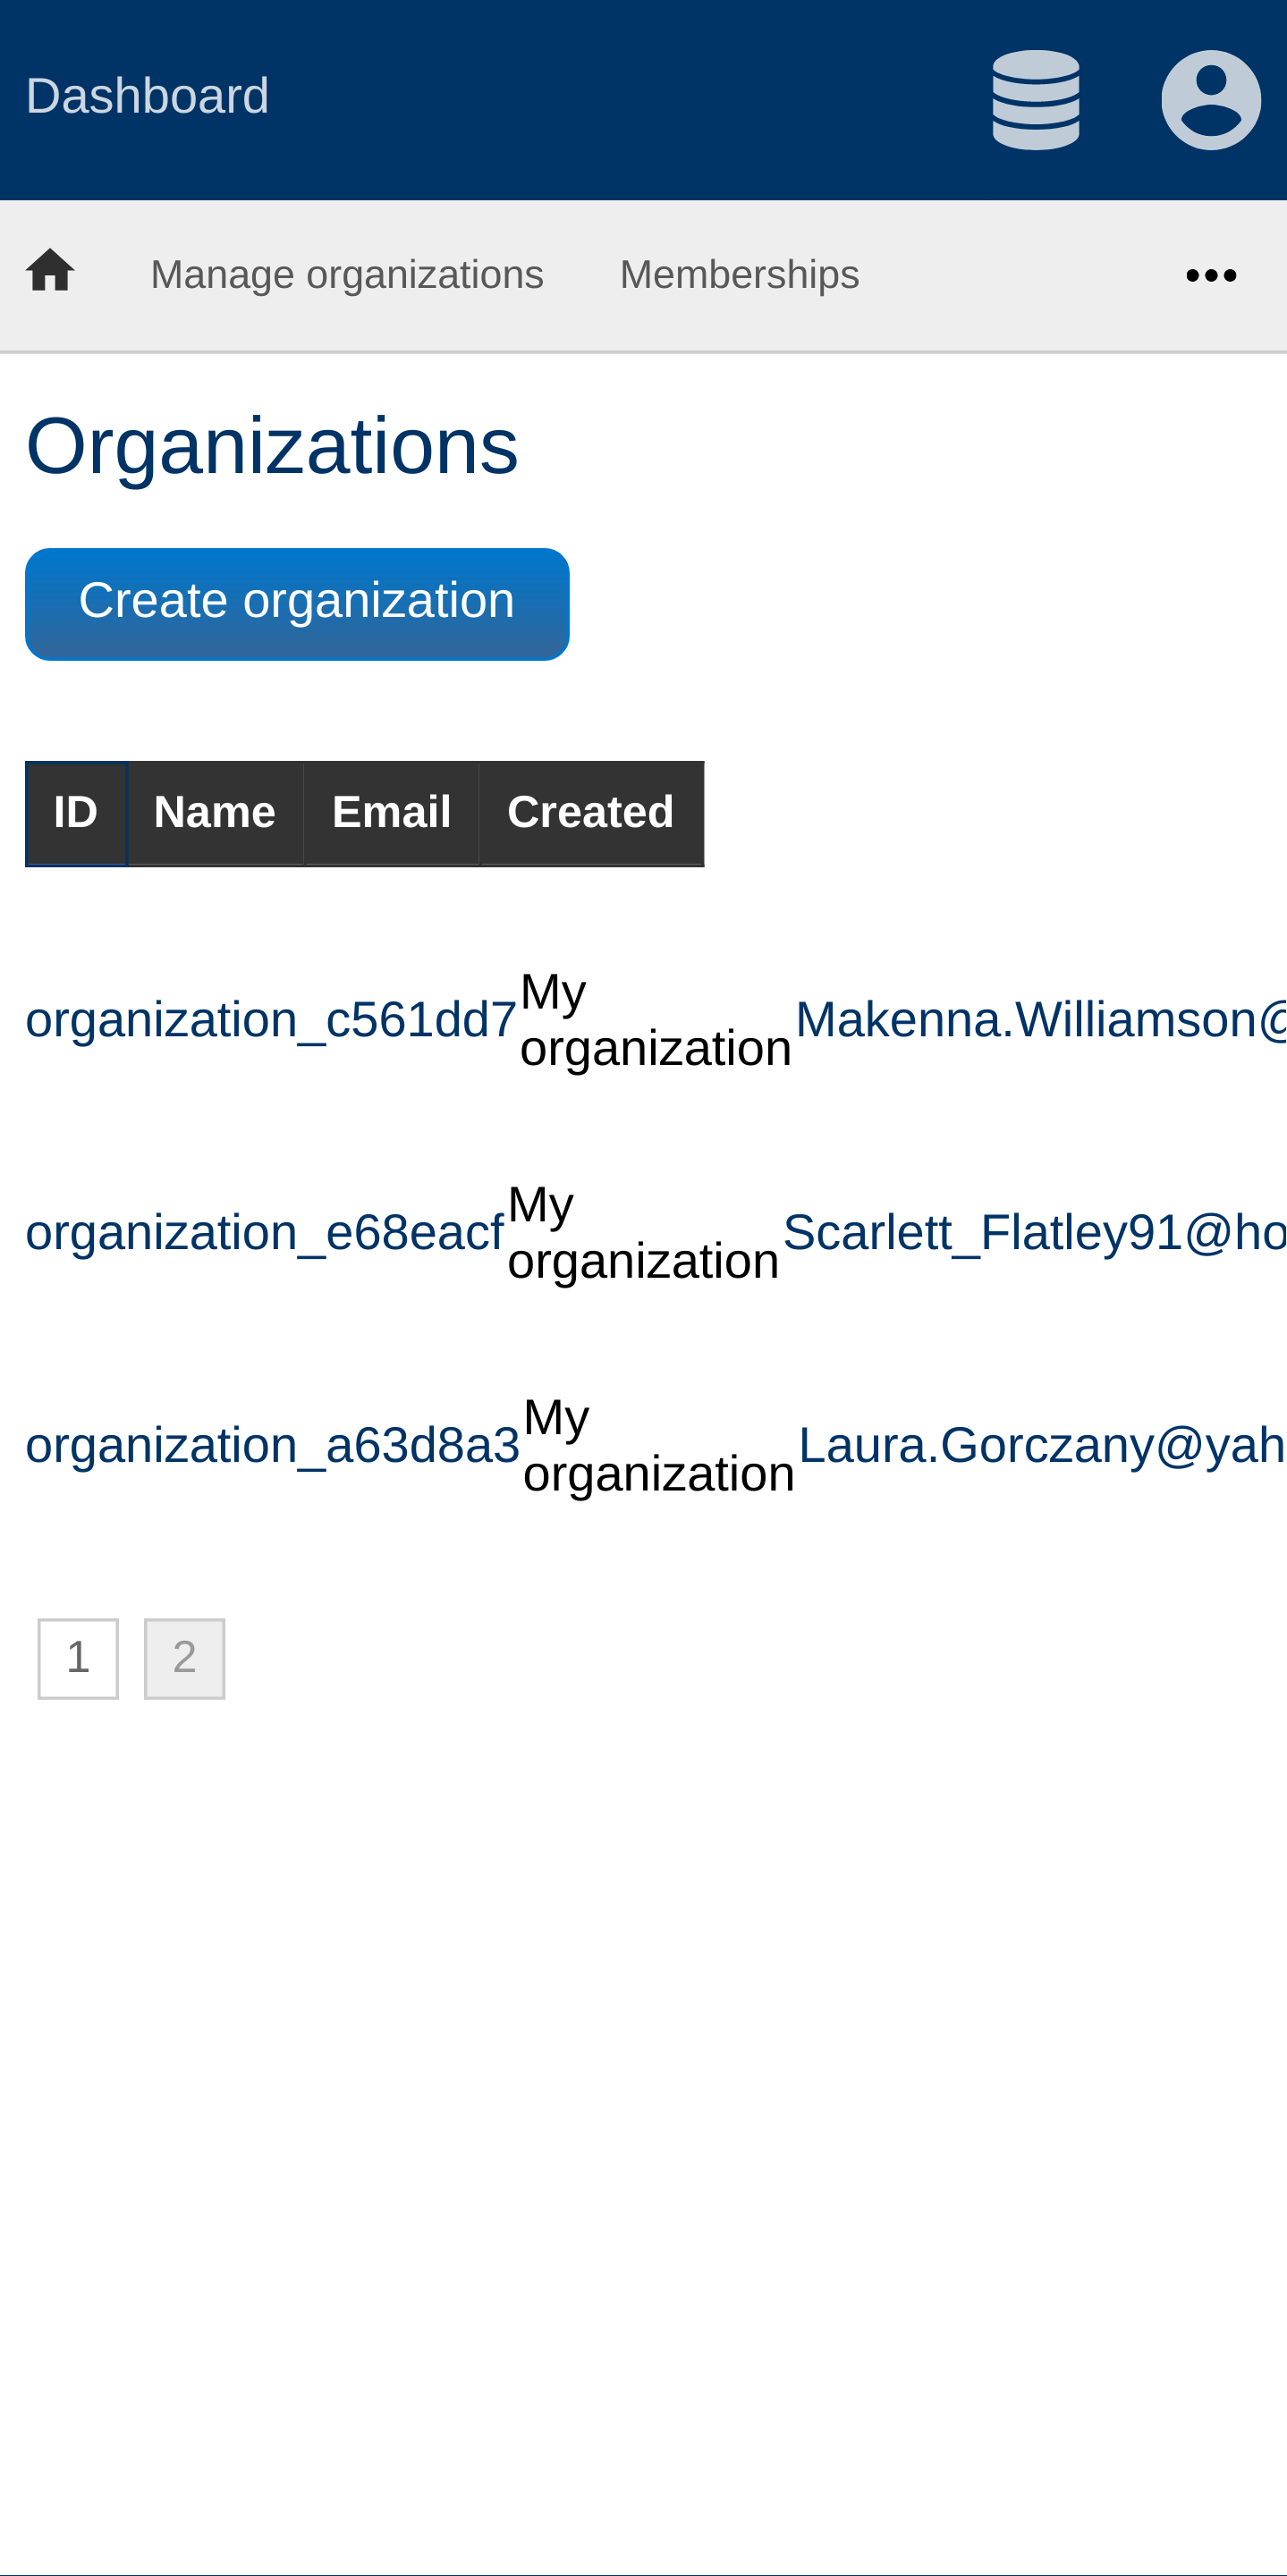 Dashboard
Manage organizations Memberships
Organizations
Create organization
ID Name Email Created
organization_c561dd7 My organization Makenna.Williamson@
organization_e68eacf My organization Scarlett_Flatley91@ho
organization_a63d8a3 My organization Laura.Gorczany@yah
1 2